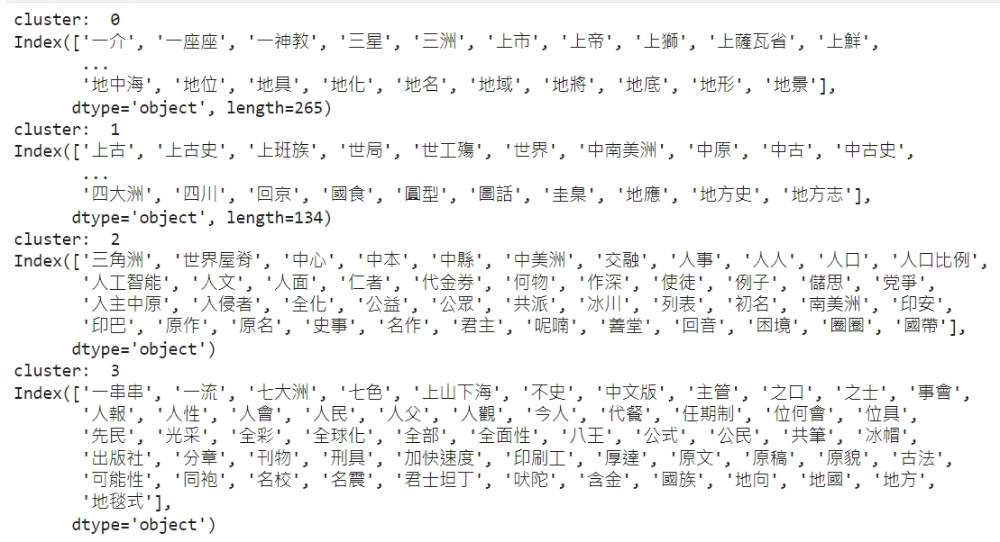 cluster:  0
Index(['一介', '一座座', '一神教', '三星', '三洲', '上市', '上帝', '上獅', '上薩瓦省', '上鮮',
...
'地中海', '地位', '地具', '地化', '地名', '地域', '地將', '地底', '地形', '地景'],
dtype='object', length=265)
cluster:  1
Index(['上古', '上古史', '上班族', '世局', '世工殤', '世界', '中南美洲', '中原', '中古', '中古史',
...
'四大洲', '四川', '回京', '國食', '圓型', '圖話', '圭臬', '地應', '地方史', '地方志'],
dtype='object', length=134)
cluster:  2
Index(['三角洲', '世界屋脊', '中心', '中本', '中縣', '中美洲', '交融', '人事', '人人', '人口', '人口比例',
'人工智能', '人文', '人面', '仁者', '代金券', '何物', '作深', '使徒', '例子', '儲思', '党爭',
'入主中原', '入侵者', '全化', '公益', '公眾', '共派', '冰川', '列表', '初名', '南美洲', '印安',
'印巴', '原作', '原名', '史事', '名作', '君主', '呢喃', '善堂', '回音', '困境', '圈圈', '國帶'],
dtype='object')
cluster:  3
Index(['一串串', '一流', '七大洲', '七色', '上山下海', '不史', '中文版', '主管', '之口', '之士', '事會',
'人報', '人性', '人會', '人民', '人父', '人觀', '今人', '代餐', '任期制', '位何會', '位具',
'先民', '光采', '全彩', '全球化', '全部', '全面性', '八王', '公式', '公民', '共筆', '冰帽',
'出版社', '分章', '刊物', '刑具', '加快速度', '印刷工', '厚達', '原文', '原稿', '原貌', '古法',
'可能性', '同袍', '名校', '名震', '君士坦丁', '吠陀', '含金', '國族', '地向', '地國', '地方',
'地毯式'],
dtype='object')